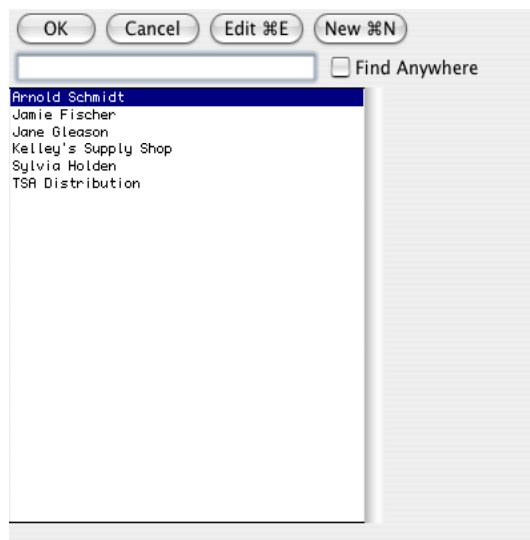 OK Cancel Edit ⌘E New ⌘N
Find Anywhere
Arnold Schmidt
Jamie Fischer
Jane Gleason
Kelley's Supply Shop
Sylvia Holden
TSA Distribution